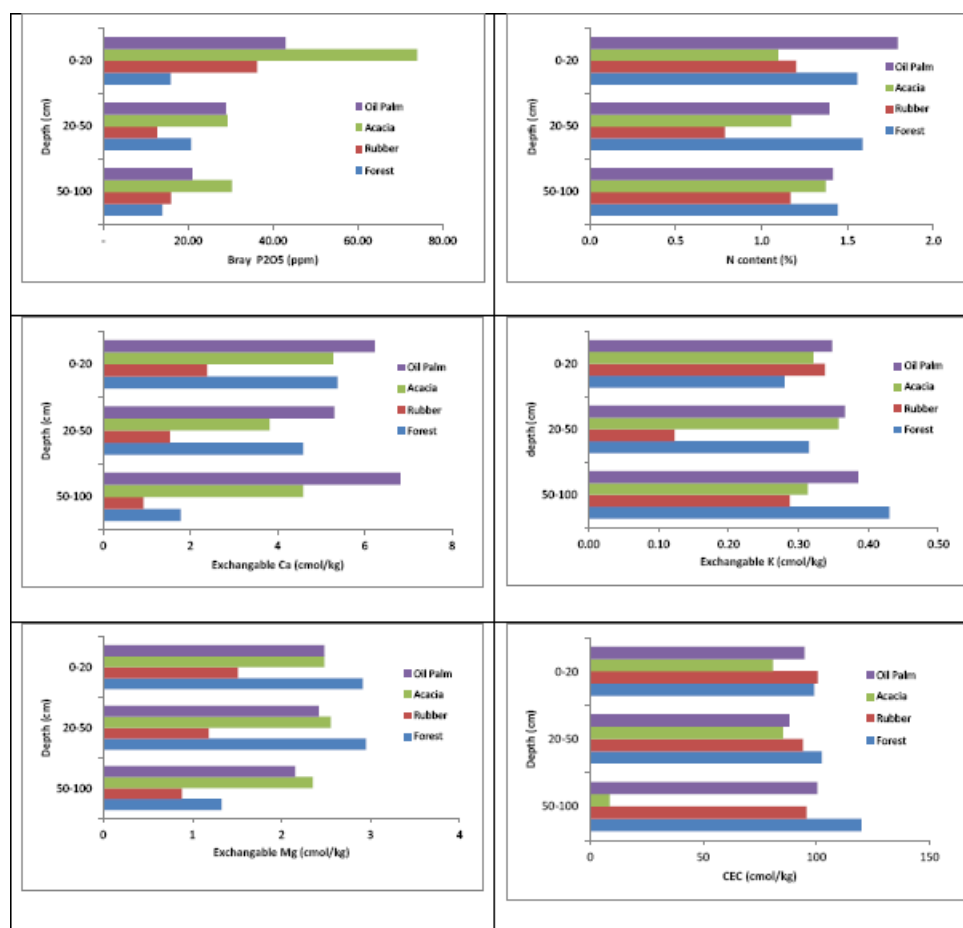 0-20
20-50
50-100
Depth (cm)
Oil Palm
Acacia
Rubber
Forest
- 20.00 40.00 60.00 80.00
Bray P2O5 (ppm)
0-20
20-50
50-100
Depth (cm)
Oil Palm
Acacia
Rubber
Forest
0.0 0.5 1.0 1.5 2.0
N content (%)
0-20
20-50
50-100
Depth (cm)
Oil Palm
Acacia
Rubber
Forest
0 2 4 6 8
Exchangable Ca (cmol/kg)
0-20
20-50
50-100
depth (cm)
Oil Palm
Acacia
Rubber
Forest
0.00 0.10 0.20 0.30 0.40 0.50
Exchangable K (cmol/kg)
0-20
20-50
50-100
Depth (cm)
Oil Palm
Acacia
Rubber
Forest
0 1 2 3 4
Exchangable Mg (cmol/kg)
0-20
20-50
50-100
Depth (cm)
Oil Palm
Acacia
Rubber
Forest
0 50 100 150
CEC (cmol/kg)